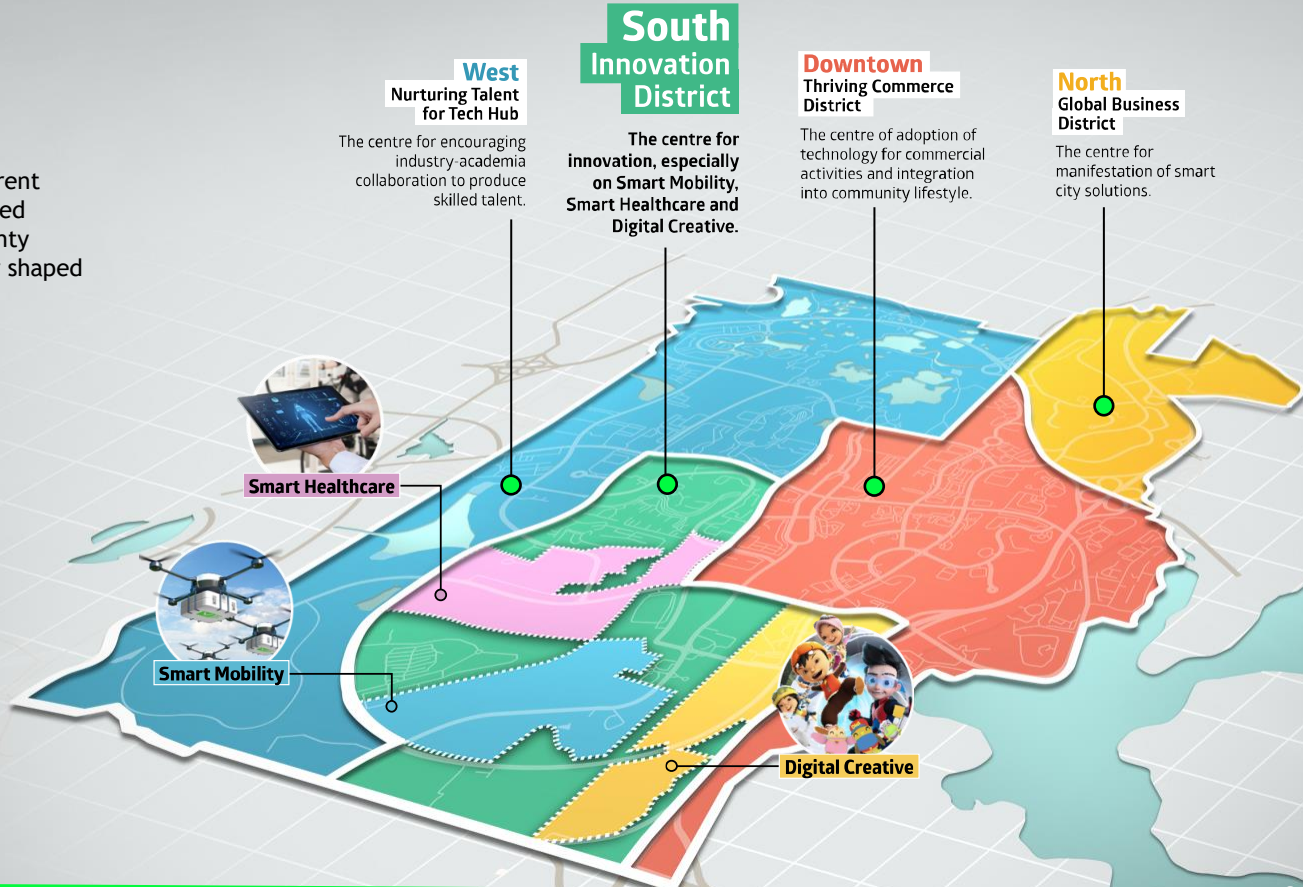 shaped
West
Nurturing Talent
for Tech Hub
The centre for encouraging
industry-academia
collaboration to produce
skilled talent.
South
Innovation
District
The centre for
innovation, especially
on Smart Mobility,
Smart Healthcare and
Digital Creative.
Downtown
Thriving Commerce
District
The centre of adoption of
technology for commercial
activities and integration
into community lifestyle.
North
Global Business
District
The centre for
manifestation of smart
city solutions.
Smart Healthcare
Smart Mobility
Digital Creative